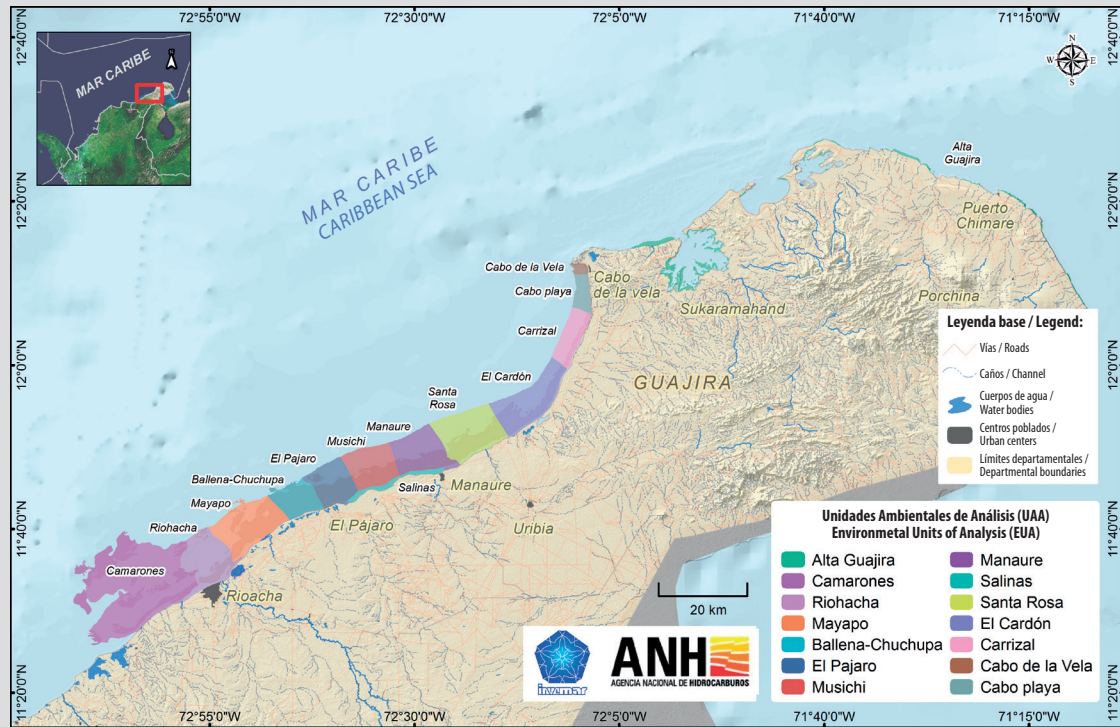 72°55'0"W
72°30'0"W
72°50'0"W
71°40'0"W
71°15'0"W
12°40'0"N
12°40'0"N
MAR CARIBE
N
W
E
S
MAR CARIBE
CARIBBEAN SEA
Alta
Guajira
12°20'0"N
12°20'0"N
Puerto
Chimare
Cabo de la Vela
Cabo
de la vela
Cabo playa
Sukaramahand
Porchina
Carrizal
Leyenda base / Legend:
Vías / Roads
Caños / Channel
Cuerpos de agua /
Water bodies
Centros poblados /
Urban centers
Límites departamentales /
Departmental boundaries
12°0'0"N
12°0'0"N
El Cardón
GUAJIRA
Santa
Rosa
Manaure
Musichi
El Pajaro
Ballena-Chuchupa
Salinas
Manaure
Mayapo
Riohacha
El Pájaro
Uribia
11°40'0"N
11°40'0"N
Camarones
Rioacha
20 km
Unidades Ambientales de Análisis (UAA)
Environmetal Units of Analysis (EUA)
Alta Guajira
Camarones
Riohacha
Mayapo
Ballena-Chuchupa
El Pajaro
Musichi
Manaure
Salinas
Santa Rosa
El Cardón
Carrizal
Cabo de la Vela
Cabo playa
invemar
ANH
AGENCIA NACIONAL DE HIDROCARBUROS
11°20'0"N
11°20'0"N
72°55'0"W
72°30'0"W
72°50'0"W
71°40'0"W
71°15'0"W